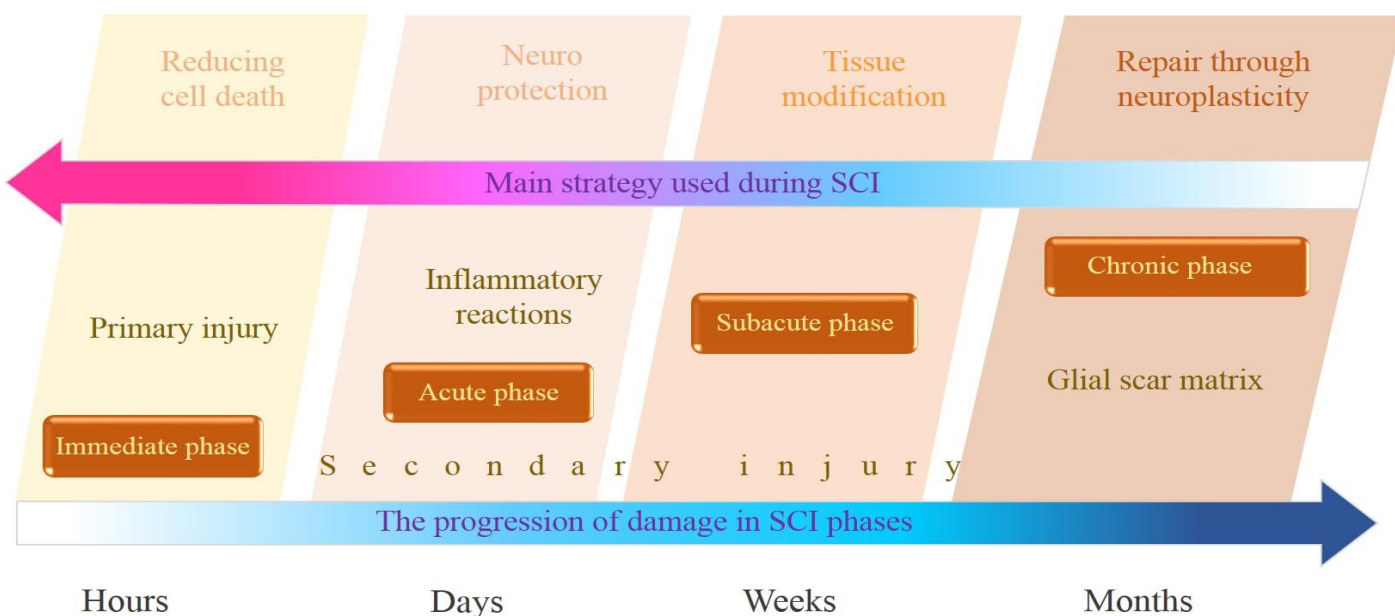 Reducing
cell death
Neuro
protection
Tissue
modification
Repair through
neuroplasticity
Main strategy used during SCI
Primary injury
Immediate phase
Inflammatory
reactions
Acute phase
Subacute phase
Chronic phase
Glial scar matrix
Secondary injury
The progression of damage in SCI phases
Hours
Days
Weeks
Months